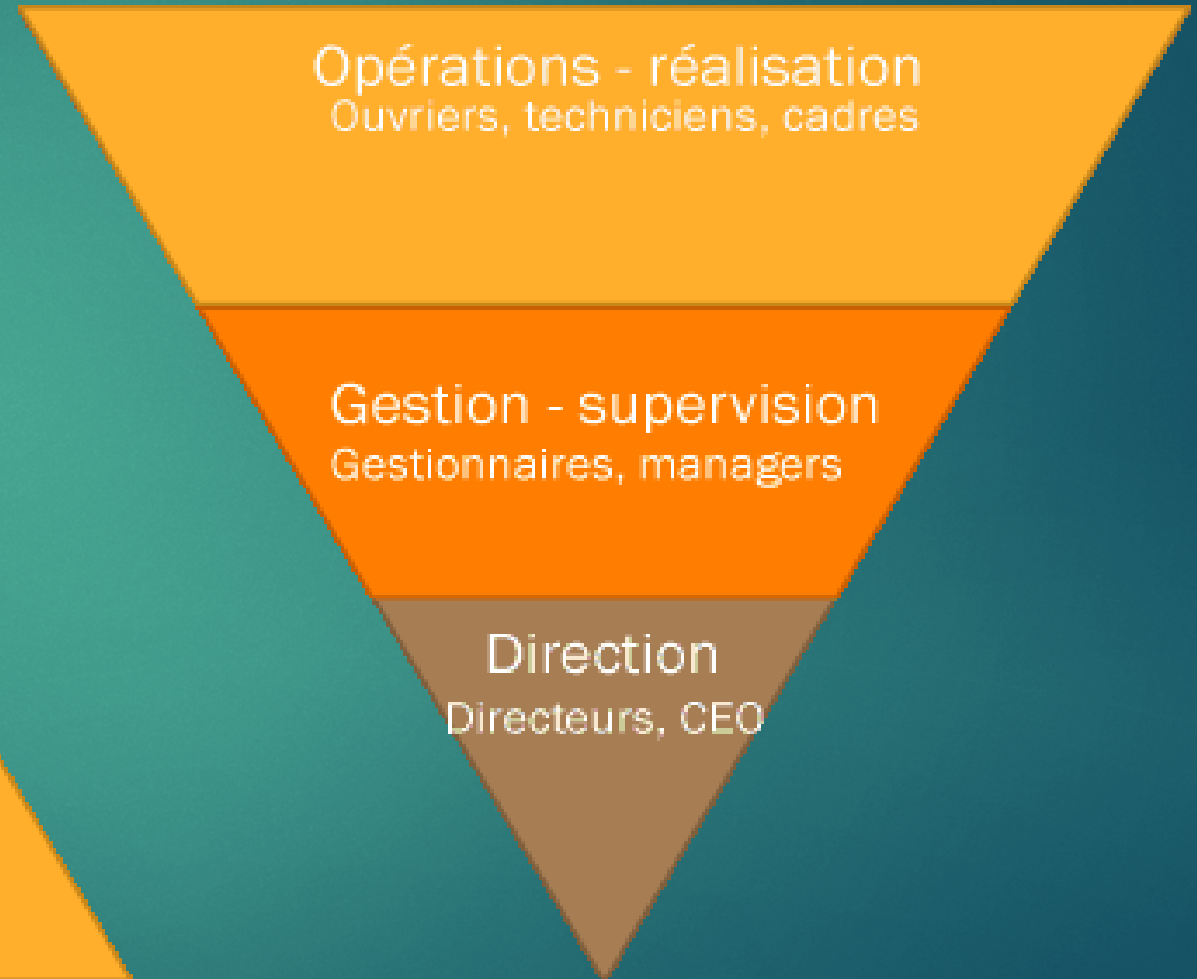 Opérations - réalisation
Ouvriers, techniciens, cadres
Gestion - supervision
Gestionnaires, managers
Direction
Directeurs, CEO